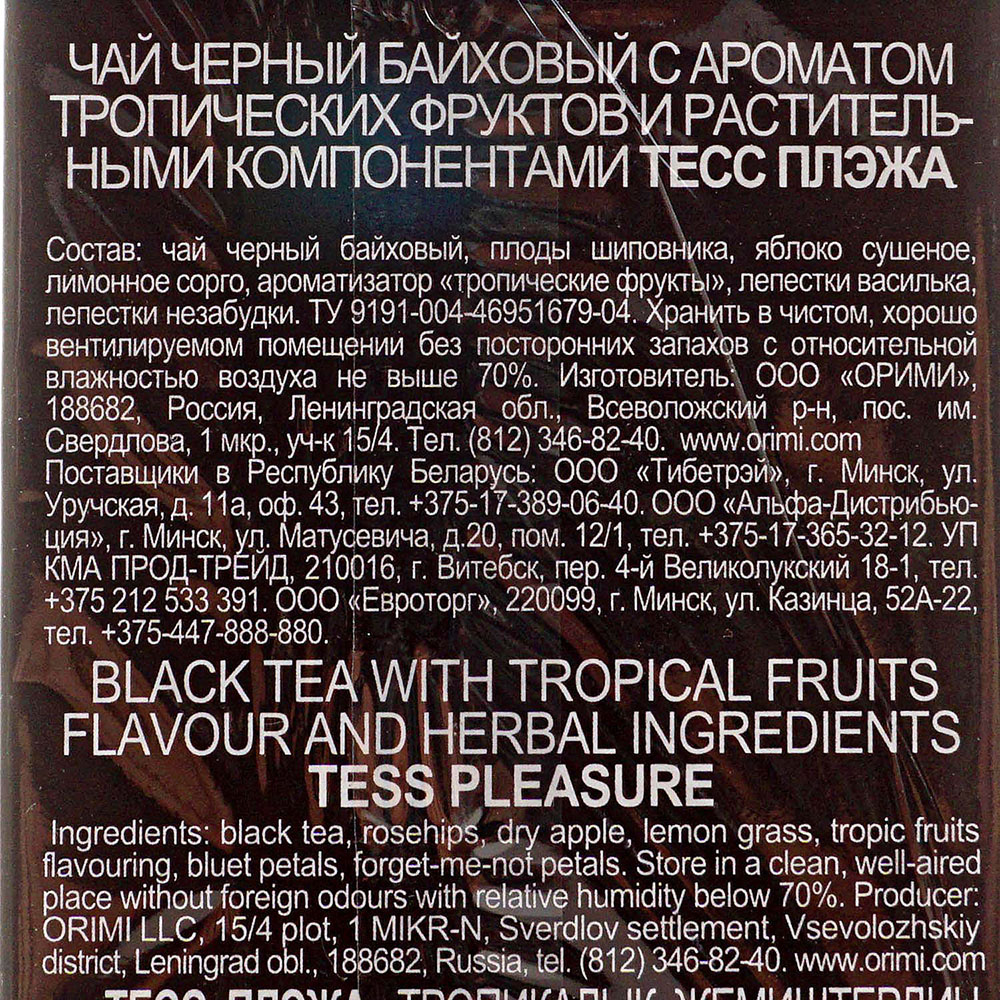 ЧАЙ ЧЕРНЫЙ БАЙХОВЫЙ С АРОМАТОМ
ТРОПИЧЕСКИХ ФРУКТОВ И РАСТИТЕЛЬ-
НЫМИ КОМПОНЕНТАМИ ТЕСС ПЛЭЖА
Состав: чай черный байховый, плоды шиповника, яблоко сушеное,
лимонное сорго, ароматизатор «тропические фрукты», лепестки василька,
лепестки незабудки. ТУ 9191-004-46951679-04. Хранить в чистом, хорошо
вентилируемом помещении без посторонних запахов с относительной
влажностью воздуха не выше 70%. Изготовитель: ООО «ОРИМИ»,
188682, Россия, Ленинградская обл., Всеволожский р-н, пос. им.
Свердлова, 1 мкр., уч-к 15/4. Тел. (812) 346-82-40. www.orimi.com
Поставщики в Республику Беларусь: ООО «Тибетрэй», г. Минск, ул.
Уручская, д. 11а, оф. 43, тел. +375-17-389-06-40. ООО «Альфа-Дистрибью-
ция», г. Минск, ул. Матусевича, д.20, пом. 12/1, тел. +375-17-365-32-12. УП
КМА ПРОД-ТРЕЙД, 210016, г. Витебск, пер. 4-й Великолукский 18-1, тел.
+375 212 533 391. ООО «Евроторг», 220099, г. Минск, ул. Казинца, 52А-22,
тел. +375-447-888-880.
BLACK TEA WITH TROPICAL FRUITS
FLAVOUR AND HERBAL INGREDIENTS
TESS PLEASURE
Ingredients: black tea, rosehips, dry apple, lemon grass, tropic fruits
flavouring, bluet petals, forget-me-not petals. Store in a clean, well-aired
place without foreign odours with relative humidity below 70%. Producer:
ORIMI LLC, 15/4 plot, 1 MIKR-N, Sverdlov settlement, Vsevolozhskiy
district, Leningrad obl., 188682, Russia, tel. (812) 346-82-40. www.orimi.com
ТЕСС ПЛЭЖА ТРОПИКАЛЫК ЖЕМИШТЕРДИН